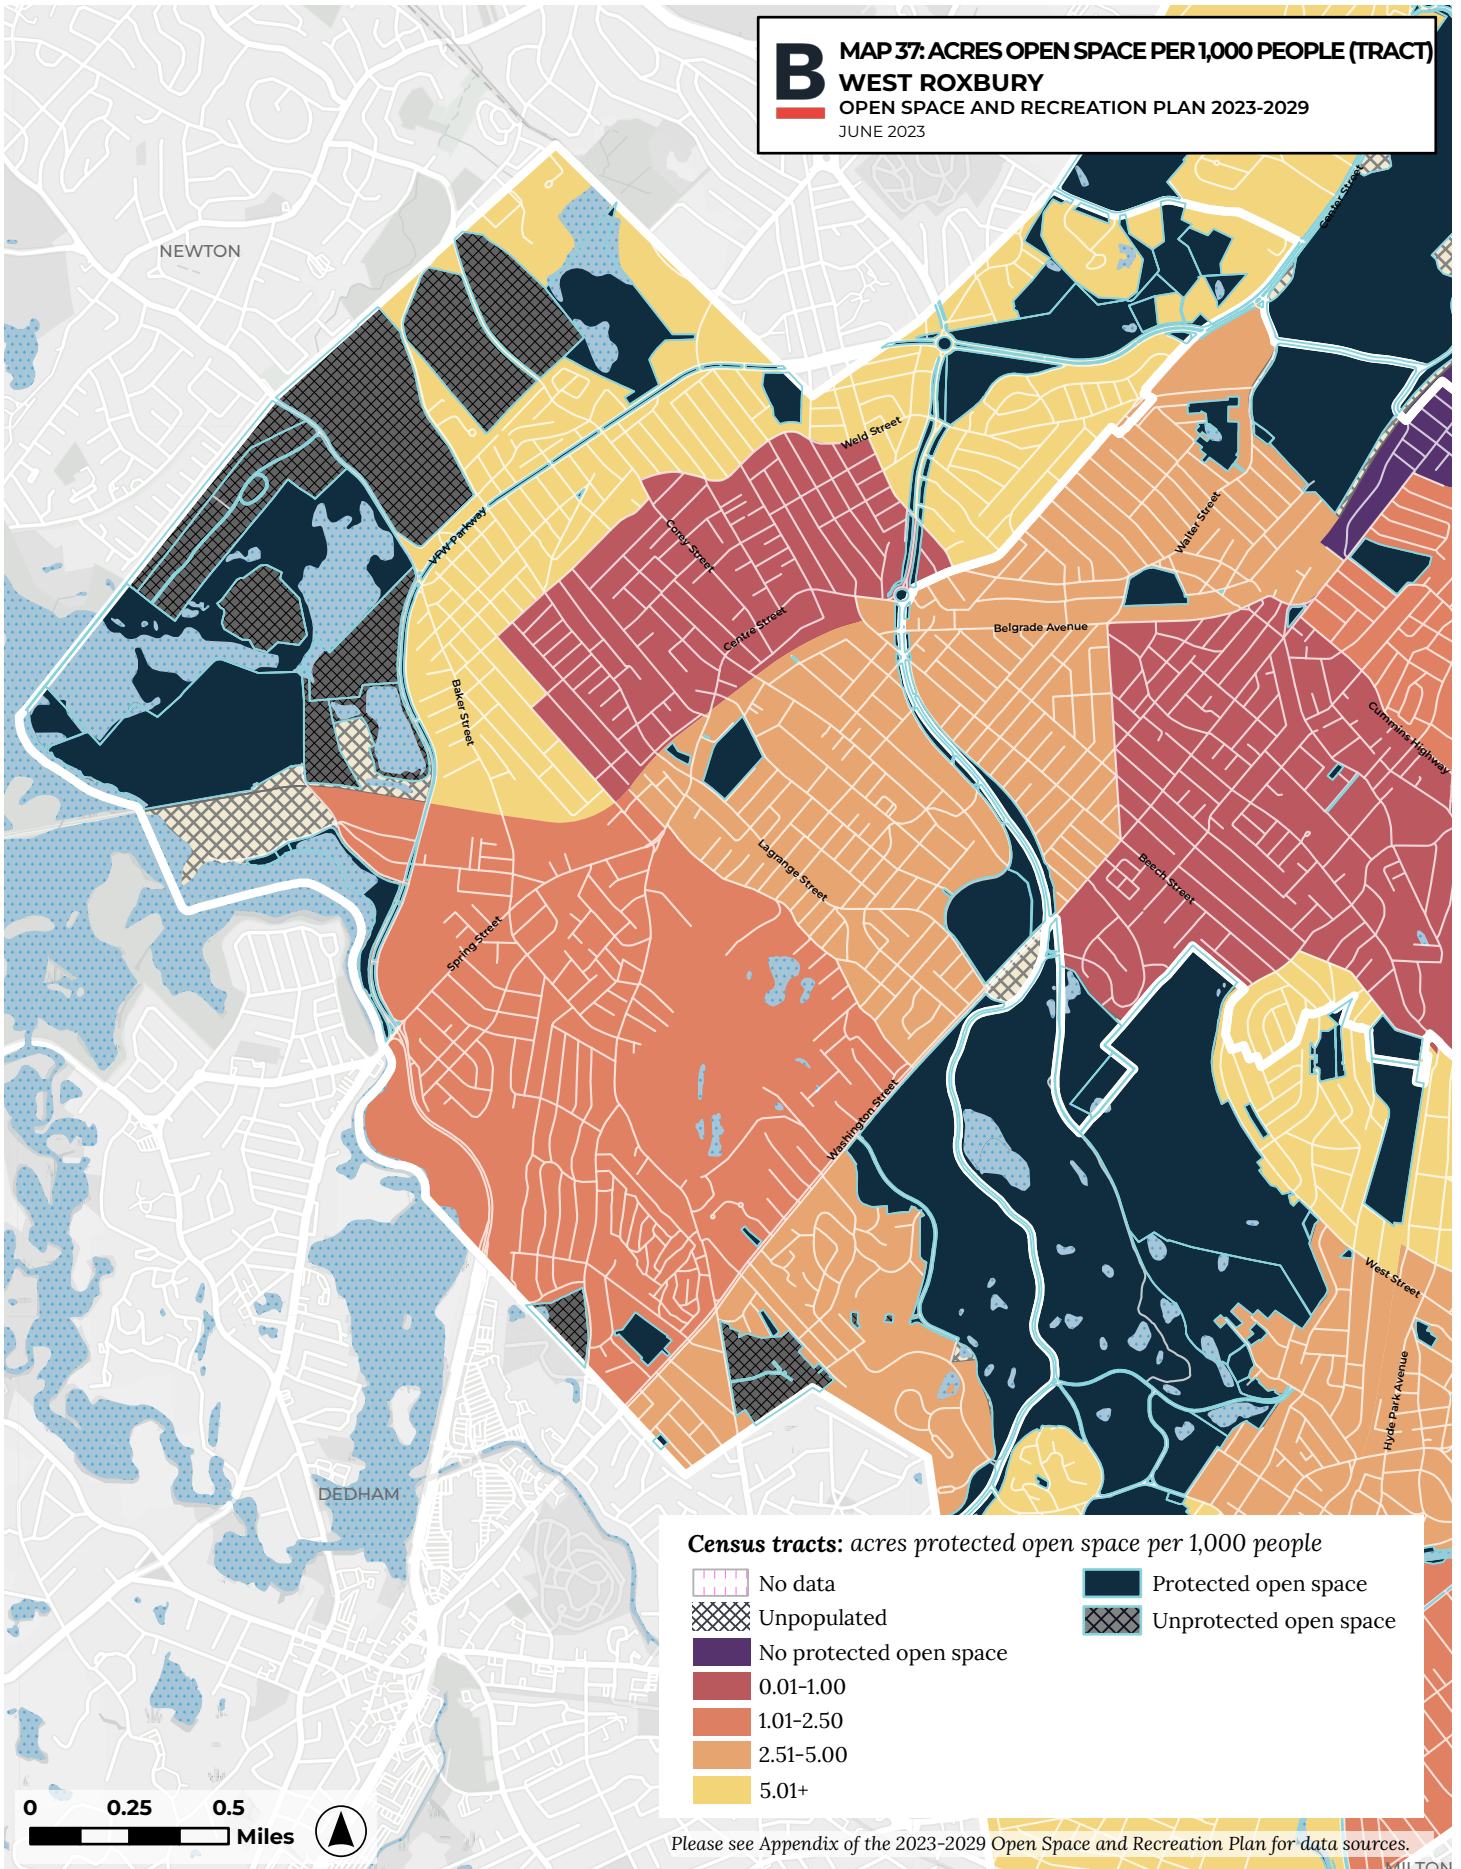 B
MAP 37: ACRES OPEN SPACE PER 1,000 PEOPLE (TRACT)
WEST ROXBURY
OPEN SPACE AND RECREATION PLAN 2023-2029
JUNE 2023
Center Street
NEWTON
Weld Street
VFW Parkway
Corey Street
Walter Street
Centre Street
Belgrade Avenue
Baker Street
Cummins Highway
Lagrange Street
Beech Street
Spring Street
Washington Street
West Street
Hyde Park Avenue
DEDHAM
Census tracts: acres protected open space per 1,000 people
No data
Unpopulated
No protected open space
0.01-1.00
1.01-2.50
2.51-5.00
5.01+
Protected open space
Unprotected open space
0 0.25 0.5
Miles
Please see Appendix of the 2023-2029 Open Space and Recreation Plan for data sources.
MILTON